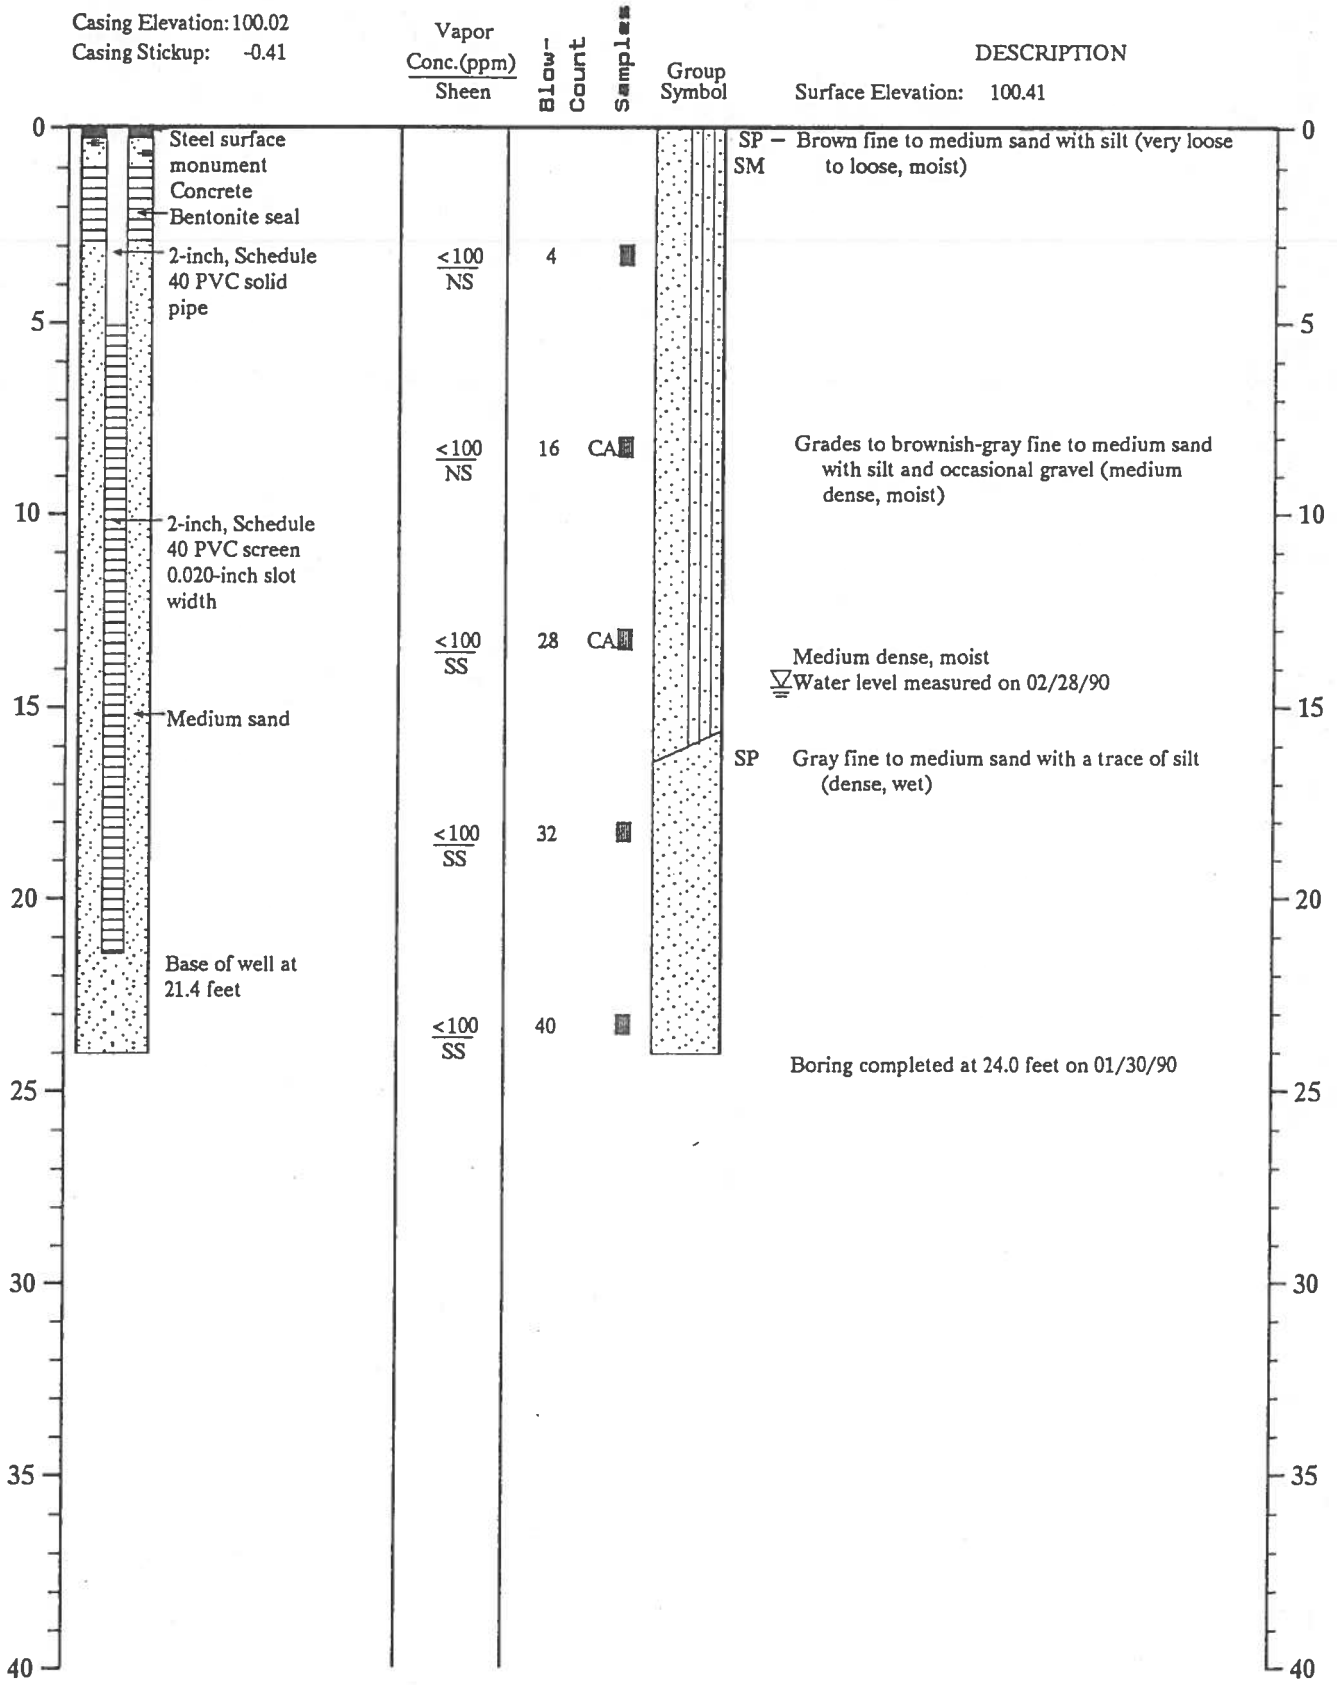 Casing Elevation: 100.02
Casing Stickup: -0.41
Vapor
Conc.(ppm)
Sheen
Blow-
Count
Samples
Group
Symbol
DESCRIPTION
Surface Elevation: 100.41
0
Steel surface
monument
Concrete
Bentonite seal
2-inch, Schedule
40 PVC solid
pipe
5
10
2-inch, Schedule
40 PVC screen
0.020-inch slot
width
15
Medium sand
20
Base of well at
21.4 feet
25
30
35
40
<100
NS
4
<100
NS
16 CA
<100
SS
28 CA
<100
SS
32
<100
SS
40
SP – Brown fine to medium sand with silt (very loose
SM to loose, moist)
Grades to brownish-gray fine to medium sand
with silt and occasional gravel (medium
dense, moist)
Medium dense, moist
Water level measured on 02/28/90
SP Gray fine to medium sand with a trace of silt
(dense, wet)
Boring completed at 24.0 feet on 01/30/90
0
5
10
15
20
25
30
35
40